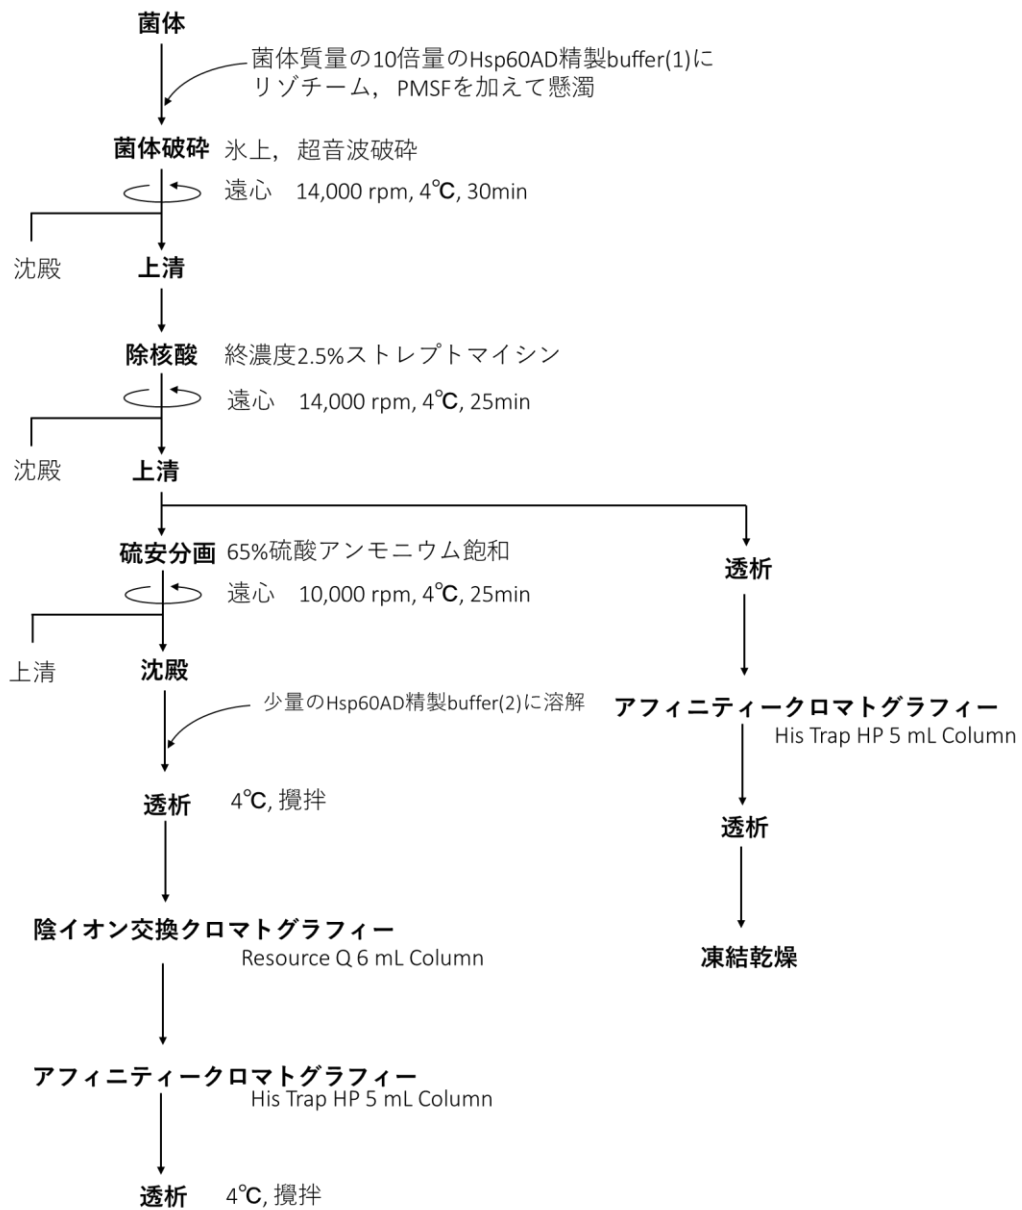 菌体
菌体質量の10倍量のHsp60AD精製buffer(1)に
リゾチーム，PMSFを加えて懸濁
菌体破砕 氷上，超音波破砕
遠心 14,000 rpm, 4℃, 30min
沈殿 上清
除核酸 終濃度2.5%ストレプトマイシン
遠心 14,000 rpm, 4℃, 25min
沈殿 上清
硫安分画 65%硫酸アンモニウム飽和
遠心 10,000 rpm, 4℃, 25min
上清 沈殿
少量のHsp60AD精製buffer(2)に溶解
透析 4℃, 攪拌
陰イオン交換クロマトグラフィー
Resource Q 6 mL Column
アフィニティークロマトグラフィー
His Trap HP 5 mL Column
透析 4℃, 攪拌
透析
アフィニティークロマトグラフィー
His Trap HP 5 mL Column
透析
凍結乾燥